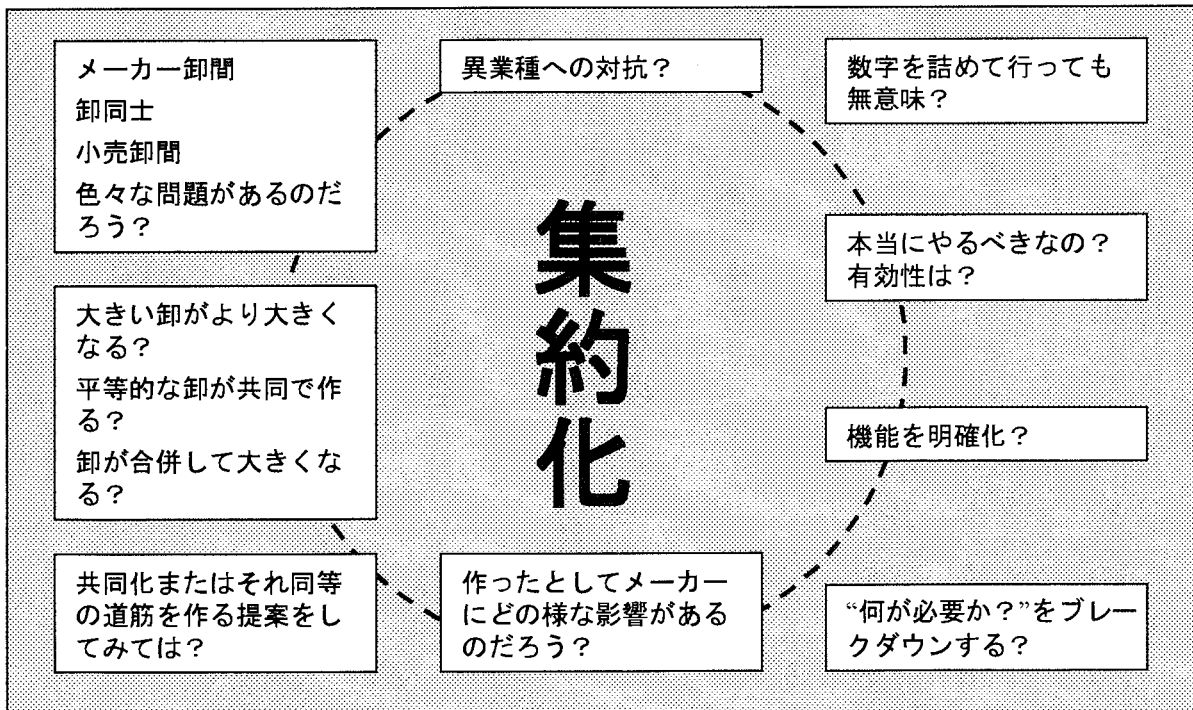 メーカー卸間
卸同士
小売卸間
色々な問題があるのだ
ろう？
異業種への対抗？
数字を詰めて行っても
無意味？
集約化
本当にやるべきなの？
有効性は？
大きい卸がより大きく
なる？
平等的な卸が共同で作
る？
卸が合併して大きくな
る？
機能を明確化？
共同化またはそれ同等
の道筋を作る提案をし
てみては？
作ったとしてメーカー
にどの様な影響がある
のだろう？
“何が必要か？”をブレー
クダウンする？